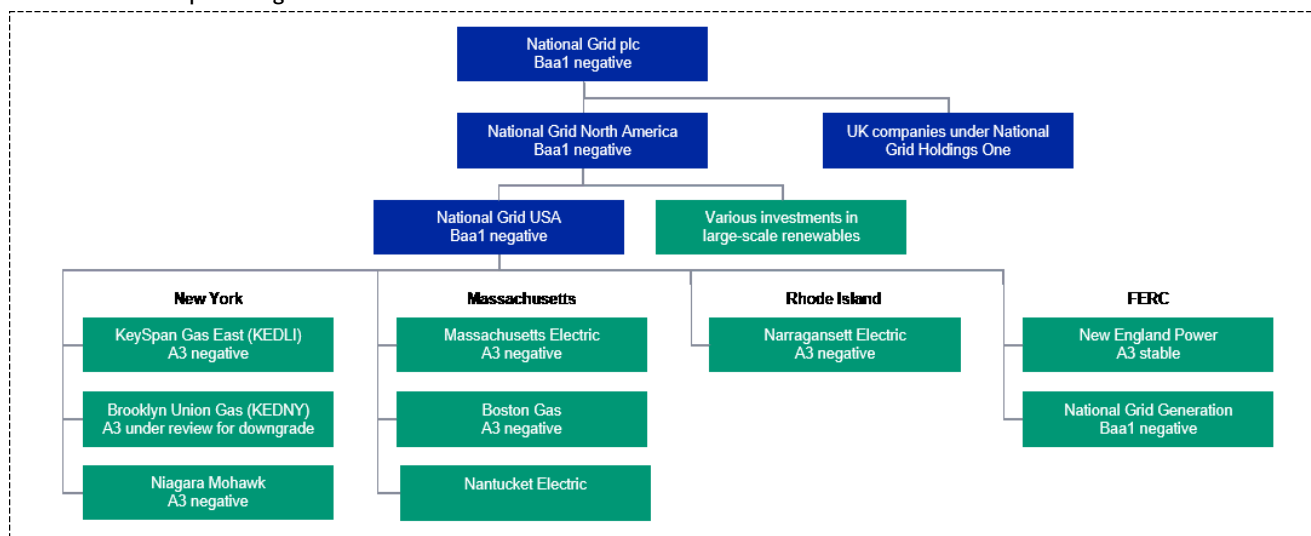 National Grid plc
Baa1 negative
National Grid North America
Baa1 negative
UK companies under National
Grid Holdings One
National Grid USA
Baa1 negative
Various investments in
large-scale renewables
New York
Massachusetts
Rhode Island
FERC
KeySpan Gas East (KEDLI)
A3 negative
Massachusetts Electric
A3 negative
Narragansett Electric
A3 negative
New England Power
A3 stable
Brooklyn Union Gas (KEDNY)
A3 under review for downgrade
Boston Gas
A3 negative
National Grid Generation
Baa1 negative
Niagara Mohawk
A3 negative
Nantucket Electric